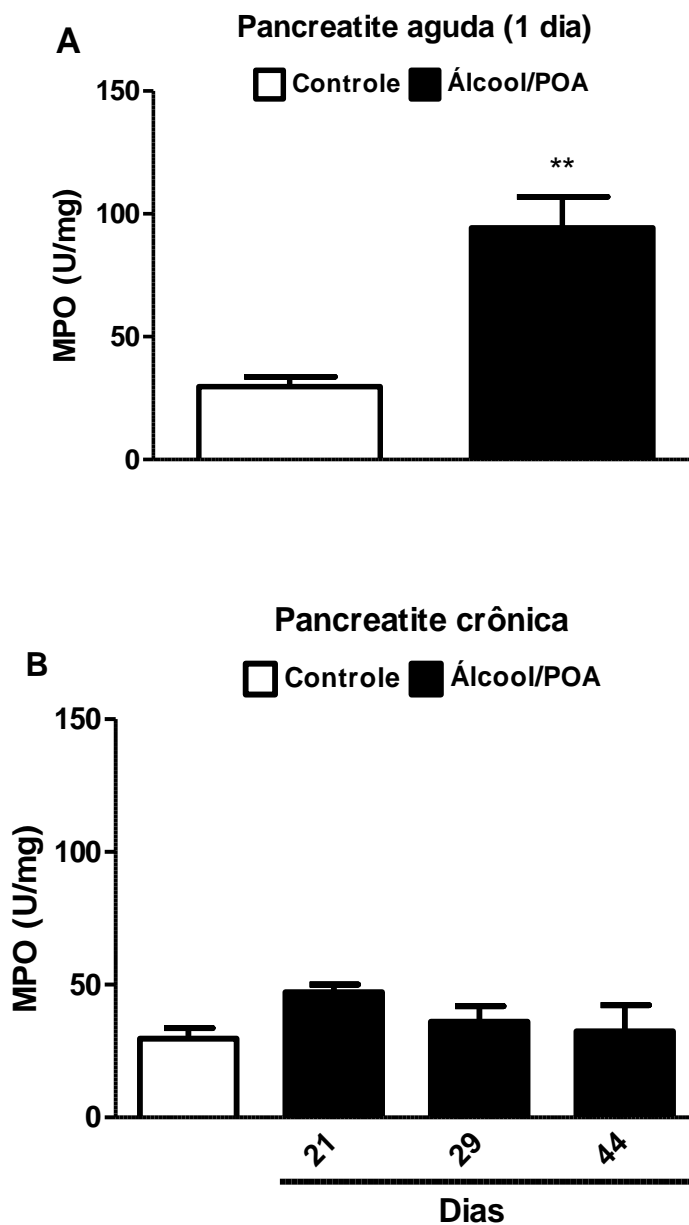 A
Pancreatite aguda (1 dia)
Controle Álcool/POA
150
100
50
0
MPO (U/mg)
**
Pancreatite crônica
B
Controle Álcool/POA
150
100
50
0
MPO (U/mg)
21 29 44
Dias